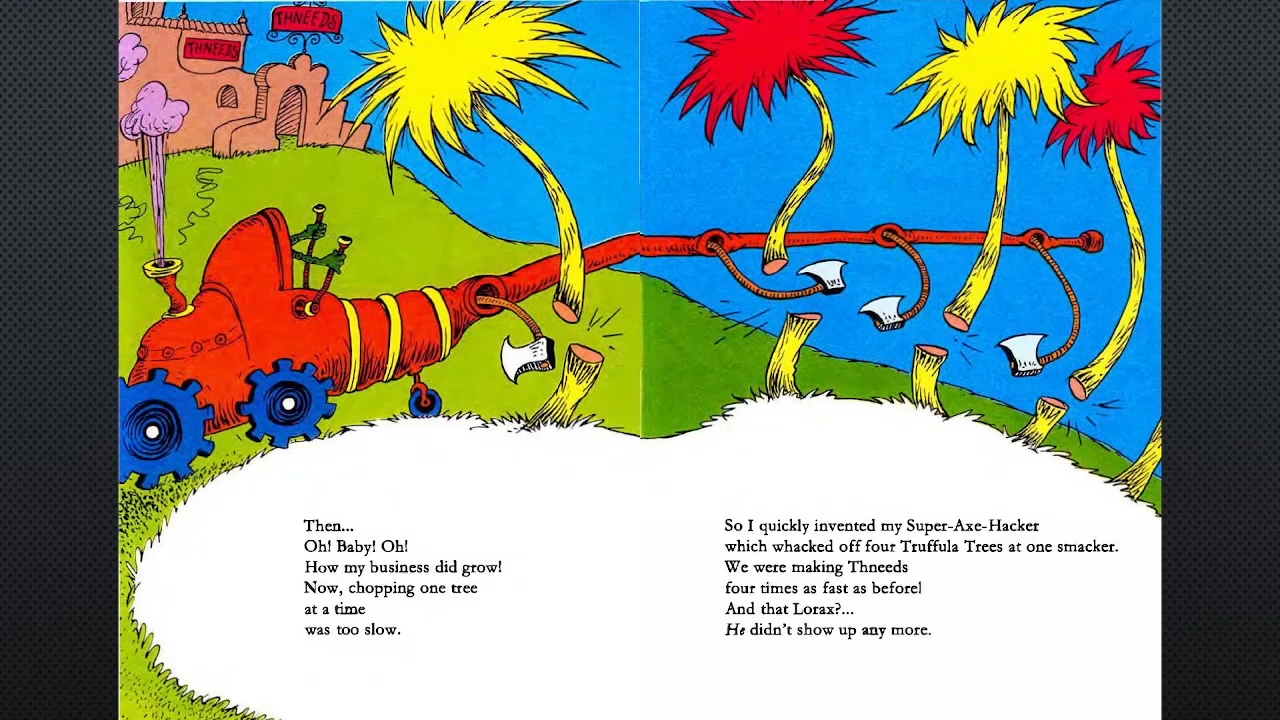 THNEEDS
THNEEDS
Then...
Oh! Baby! Oh!
How my business did grow!
Now, chopping one tree
at a time
was too slow.
So I quickly invented my Super-Axe-Hacker
which whacked off four Truffula Trees at one smacker.
We were making Thneeds
four times as fast as before!
And that Lorax?...
He didn't show up any more.